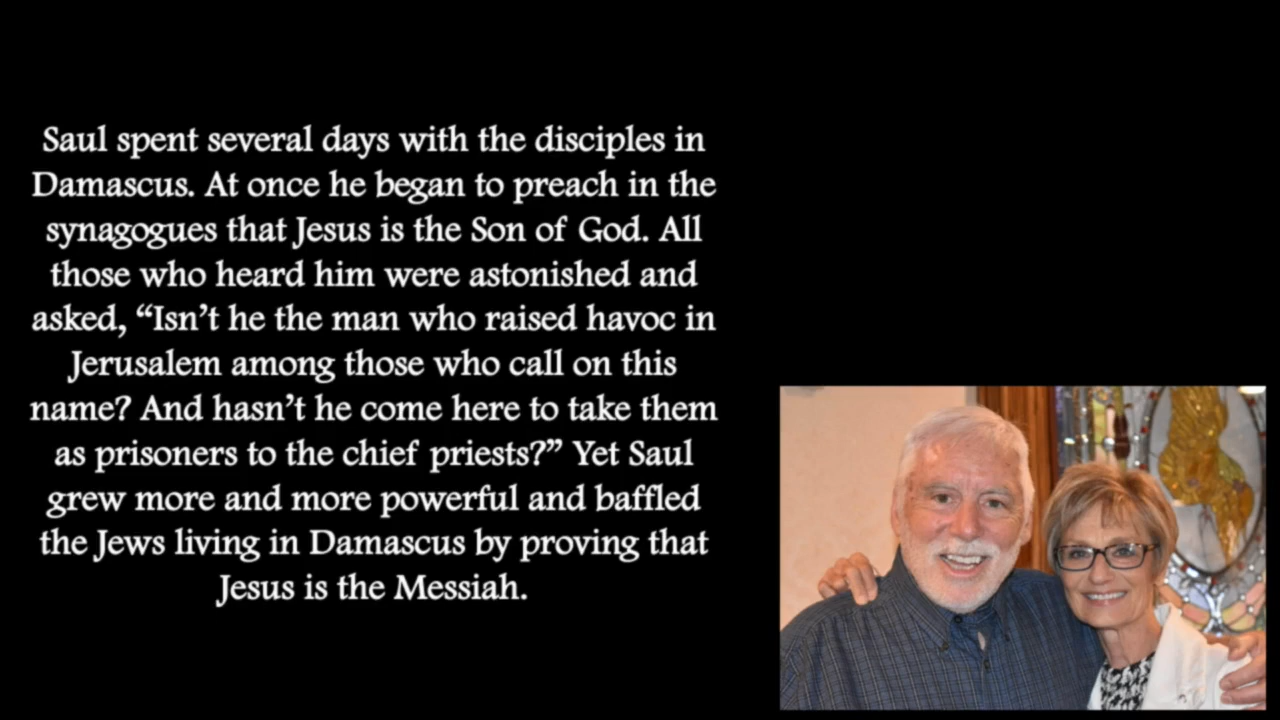 Saul spent several days with the disciples in
Damascus. At once he began to preach in the
synagogues that Jesus is the Son of God. All
those who heard him were astonished and
asked, “Isn’t he the man who raised havoc in
Jerusalem among those who call on this
name? And hasn’t he come here to take them
as prisoners to the chief priests?” Yet Saul
grew more and more powerful and baffled
the Jews living in Damascus by proving that
Jesus is the Messiah.